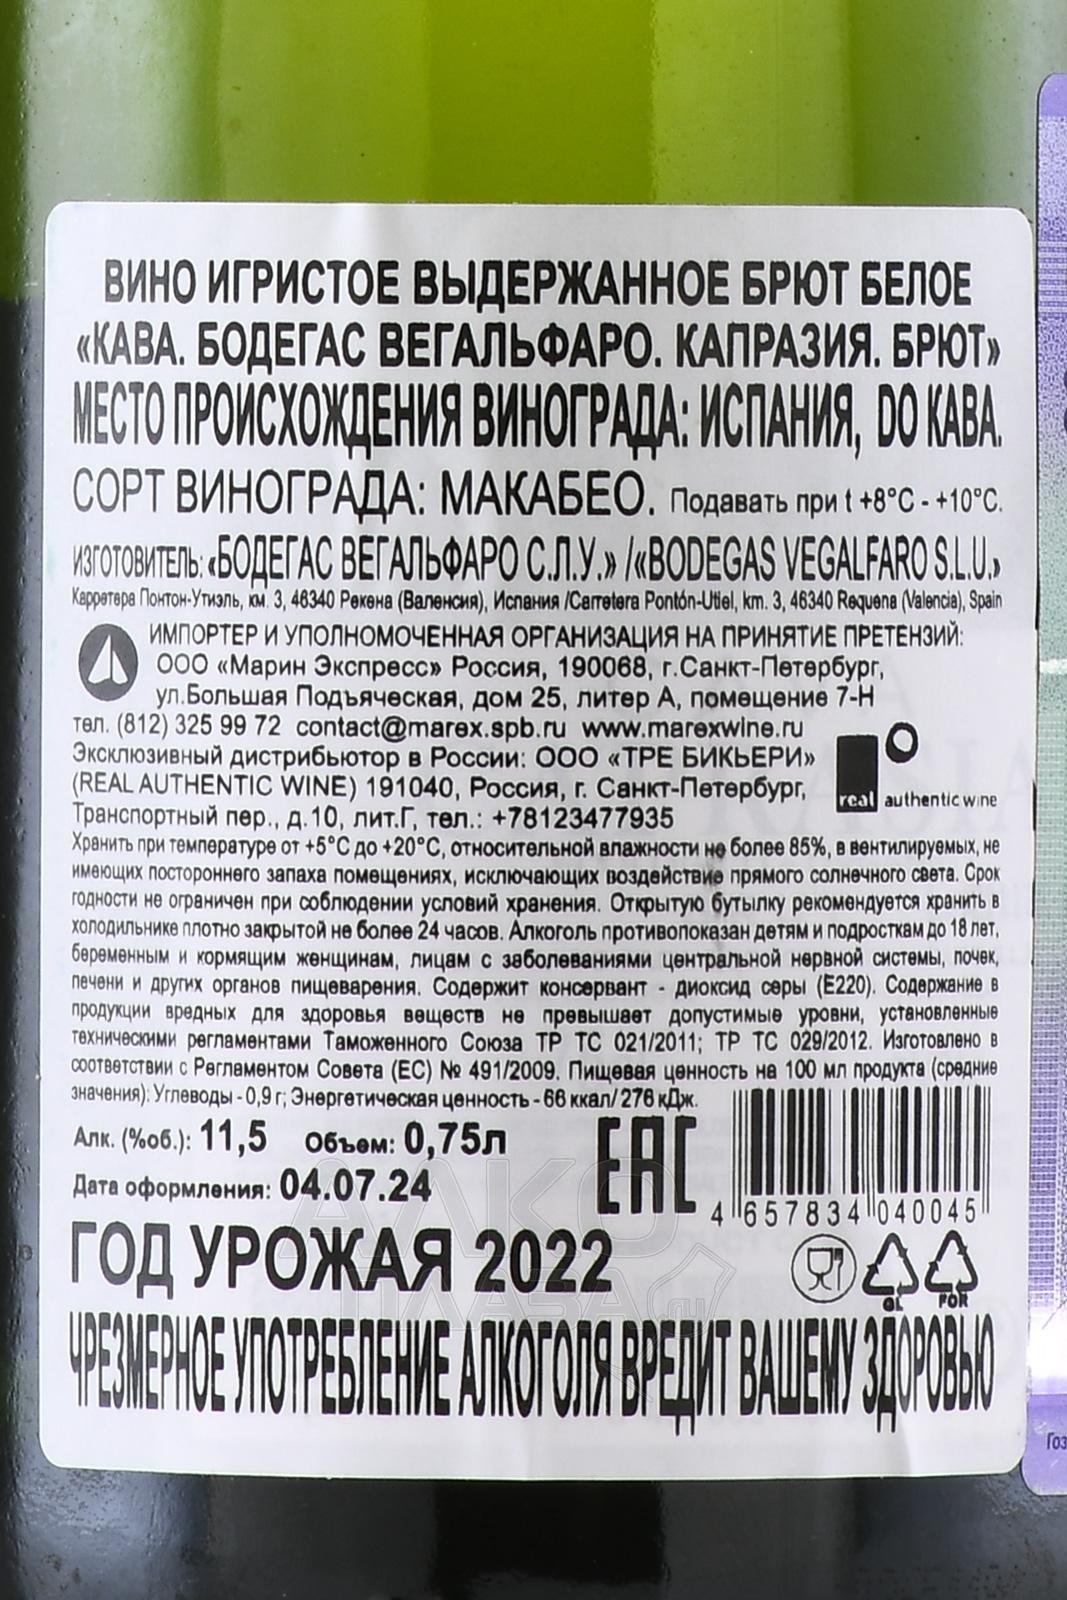 ВИНО ИГРИСТОЕ ВЫДЕРЖАННОЕ БРЮТ БЕЛОЕ
«КАВА. БОДЕГАС ВЕГАЛЬФАРО. КАПРАЗИЯ. БРЮТ»
МЕСТО ПРОИСХОЖДЕНИЯ ВИНОГРАДА: ИСПАНИЯ, DO КАВА.
СОРТ ВИНОГРАДА: МАКАБЕО. Подавать при t +8°С - +10°С.
ИЗГОТОВИТЕЛЬ: «БОДЕГАС ВЕГАЛЬФАРО С.Л.У.» /«BODEGAS VEGALFARO S.L.U.»
Карретера Понтон-Утиэль, км. 3, 46340 Рекена (Валенсия), Испания /Carretera Pontón-Utiel, km. 3, 46340 Requena (Valencia), Spain
ИМПОРТЕР И УПОЛНОМОЧЕННАЯ ОРГАНИЗАЦИЯ НА ПРИНЯТИЕ ПРЕТЕНЗИЙ:
ООО «Марин Экспресс» Россия, 190068, г.Санкт-Петербург,
ул.Большая Подъяческая, дом 25, литер А, помещение 7-Н
тел. (812) 325 99 72 contact@marex.spb.ru www.marexwine.ru
Эксклюзивный дистрибьютор в России: ООО «ТРЕ БИКЬЕРИ»
(REAL AUTHENTIC WINE) 191040, Россия, г. Санкт-Петербург,
real authentic wine
Транспортный пер., д.10, лит.Г, тел.: +78123477935
Хранить при температуре от +5°С до +20°С, относительной влажности не более 85%, в вентилируемых, не
имеющих постороннего запаха помещениях, исключающих воздействие прямого солнечного света. Срок
годности не ограничен при соблюдении условий хранения. Открытую бутылку рекомендуется хранить в
холодильнике плотно закрытой не более 24 часов. Алкоголь противопоказан детям и подросткам до 18 лет,
беременным и кормящим женщинам, лицам с заболеваниями центральной нервной системы, почек,
печени и других органов пищеварения. Содержит консервант - диоксид серы (Е220). Содержание в
продукции вредных для здоровья веществ не превышает допустимые уровни, установленные
техническими регламентами Таможенного Союза ТР ТС 021/2011; ТР ТС 029/2012. Изготовлено в
соответствии с Регламентом Совета (ЕС) № 491/2009. Пищевая ценность на 100 мл продукта (средние
значения): Углеводы - 0,9 г; Энергетическая ценность - 66 ккал/ 276 кДж.
Алк. (%об.): 11,5 Объем: 0,75л
ЕАС
Дата оформления: 04.07.24
4 657834 040045
ГОД УРОЖАЯ 2022
GL FOR
АЛКО
ПЛАЗА.ru
ЧРЕЗМЕРНОЕ УПОТРЕБЛЕНИЕ АЛКОГОЛЯ ВРЕДИТ ВАШЕМУ ЗДОРОВЬЮ